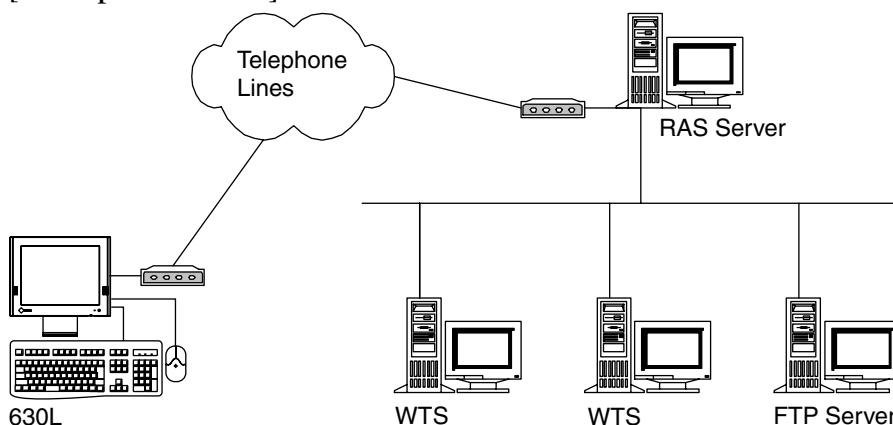 Telephone
Lines
RAS Server
630L
WTS
WTS
FTP Server